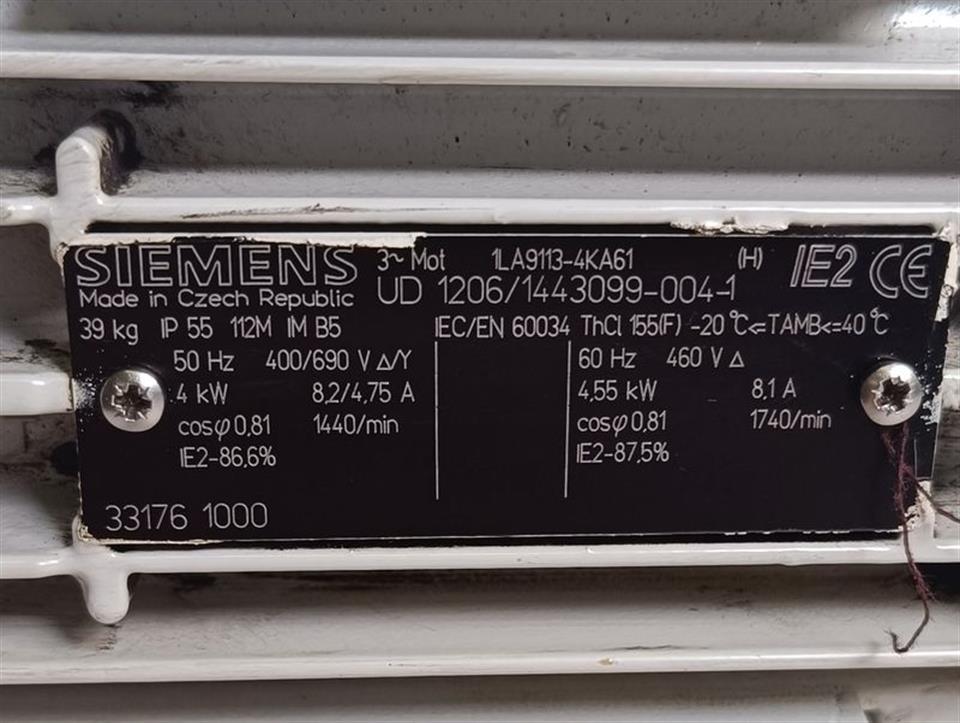 SIEMENS 3~ Mot 1LA9113-4KA61 (H) IE2 CE
Made in Czech Republic UD 1206/1443099-004-1
39 kg IP 55 112M IM B5 IEC/EN 60034 ThCl 155(F) -20 °C<=TAMB<=40 °C
50 Hz 400/690 V Δ/Y 60 Hz 460 V Δ
4 kW 8.2/4.75 A 4.55 kW 8.1 A
cosφ 0.81 1440/min cosφ 0.81 1740/min
IE2-86.6% IE2-87.5%
33176 1000